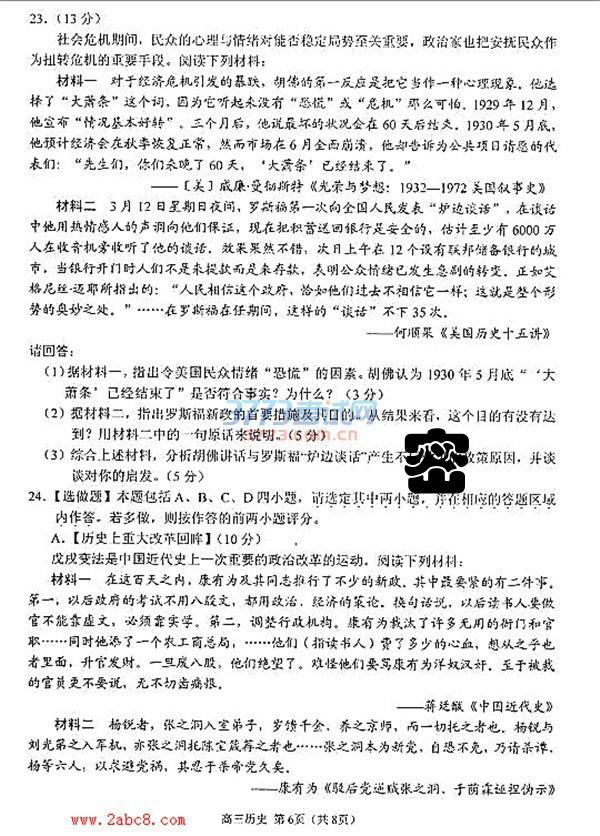 23．（13 分）
社会危机期间，民众的心理与情绪对能否稳定局势至关重要，政治家也把安抚民众作
为扭转危机的重要手段。阅读下列材料：
材料一 对于经济危机引发的暴跌，胡佛的第一反应是把它当作一种心理现象。他选
择了“大萧条”这个词，因为它听起来没有“恐慌”或“危机”那么可怕。1929 年 12 月，
他宣布“情况基本好转”。三个月后，他说最坏的状况会在 60 天后结束。1930 年 5 月底，
他预计经济会在秋季恢复正常，然而市场在 6 月全面崩溃，他却告诉为公共项目请愿的代
表们：“先生们，你们来晚了 60 天，‘大萧条’已经结束了。”
——〔美〕威廉·曼彻斯特《光荣与梦想：1932—1972 美国叙事史》
材料二 3 月 12 日星期日夜间，罗斯福第一次向全国人民发表“炉边谈话”，在谈话
中他用热情感人的声调向他们保证，现在把积蓄送回银行是安全的，估计至少有 6000 万
人在收音机旁收听了他的谈话。效果果然不错，次日上午在 12 个设有联邦储备银行的城
市，当银行开门时人们不是来提款而是来存款，表明公众情绪已发生急剧的转变。正如艾
格尼丝·迈耶所指出的：“人民相信这个政府，恰如他们过去不相信它一样；这就是整个形
势的奥妙之处。”……在罗斯福在任期间，这样的“谈话”不下 35 次。
——何顺果《美国历史十五讲》
请回答：
（1）据材料一，指出令美国民众情绪“恐慌”的因素。胡佛认为 1930 年 5 月底“‘大
萧条’已经结束了”是否符合事实？为什么？（3 分）
（2）据材料二，指出罗斯福新政的首要措施及其目的。从结果来看，这个目的有没有达
到？用材料二中的一句原话来说明。（5 分）
（3）综合上述材料，分析胡佛讲话与罗斯福“炉边谈话”产生不 政策原因，并谈
谈对你的启发。（5 分）
24．【选做题】本题包括 A、B、C、D 四小题，请选定其中两小题，并在相应的答题区域
内作答。若多做，则按作答的前两小题评分。
A．【历史上重大改革回眸】（10 分）
戊戌变法是中国近代史上一次重要的政治改革的运动。阅读下列材料：
材料一 在这百天之内，康有为及其同志推行了不少的新政。其中最要紧的有二件事。
第一，以后政府的考试不用八股文，都用政治、经济的策论。换句话说，以后读书人要做
官不能靠虚文，必须靠实学。第二，调整行政机构。康有为裁汰了许多无用的衙门和官
职……同时他添了一个农工商总局，……他们（指读书人）费了多少的心血，想从之乎也
者里面，升官发财。一旦废八股，他们绝望了。难怪他们要骂康有为洋奴汉奸。至于被裁
的官员更不要说，无不切齿痛恨。
——蒋廷黻《中国近代史》
材料二 杨锐者，张之洞入室弟子，岁馈千金，养之京师，而一切托之者也。杨锐与
刘光第之入军机，亦张之洞托陈宝箴荐之者也……张之洞本为新党，自恐不免，乃请杀谭、
杨等六人，以求避党祸，其忍于杀帝党久矣。
——康有为《驳后党逆贼张之洞、于荫霖诬捏伪示》
高三历史 第 6页（共 8页）
www.2abc8.com